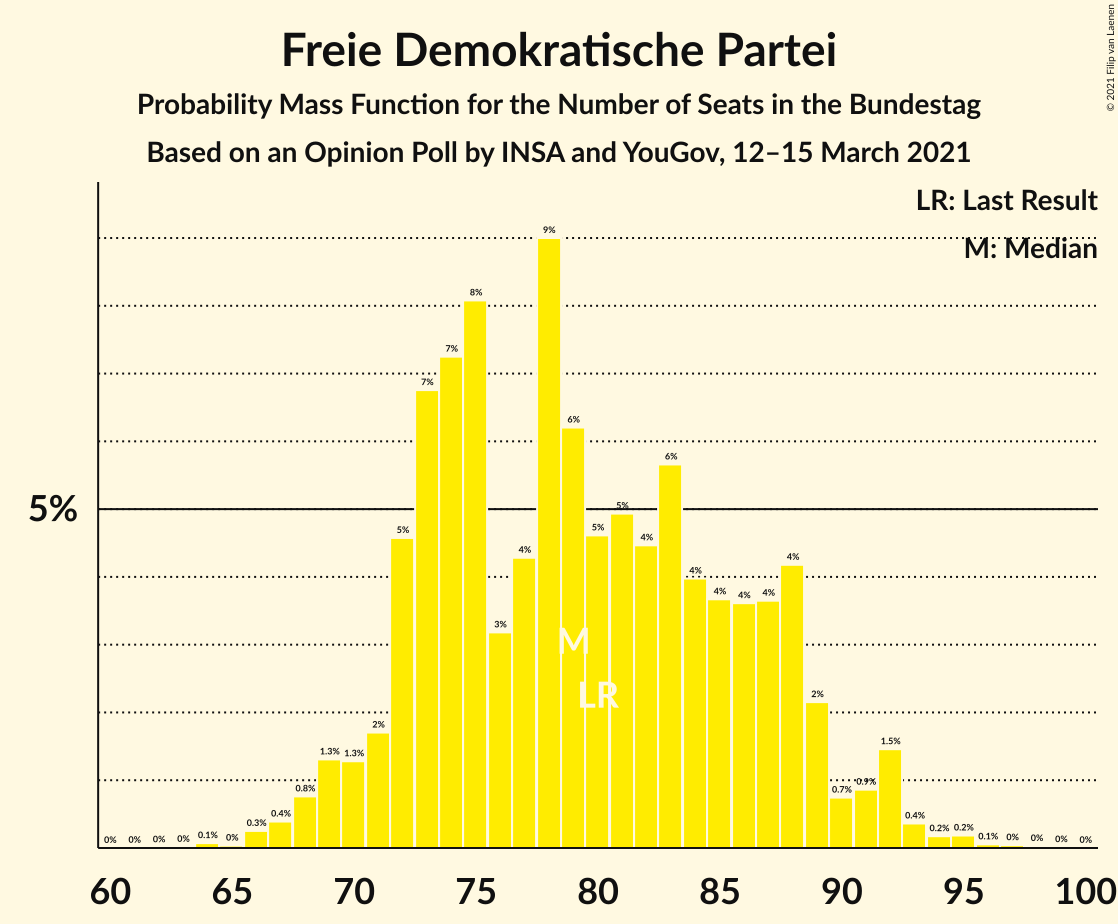 Freie Demokratische Partei
Probability Mass Function for the Number of Seats in the Bundestag
Based on an Opinion Poll by INSA and YouGov, 12–15 March 2021
© 2021 Filip van Laenen
LR: Last Result
M: Median
5%
0% 0% 0% 0% 0.1% 0% 0.3% 0.4% 0.8% 1.3% 1.3% 2% 5% 7% 7% 8% 3% 4% 9% 6% 5% 5% 4% 6% 4% 4% 4% 4% 4% 2% 0.7% 0.9% 1.5% 0.4% 0.2% 0.2% 0.1% 0% 0% 0% 0%
M
LR
60 65 70 75 80 85 90 95 100